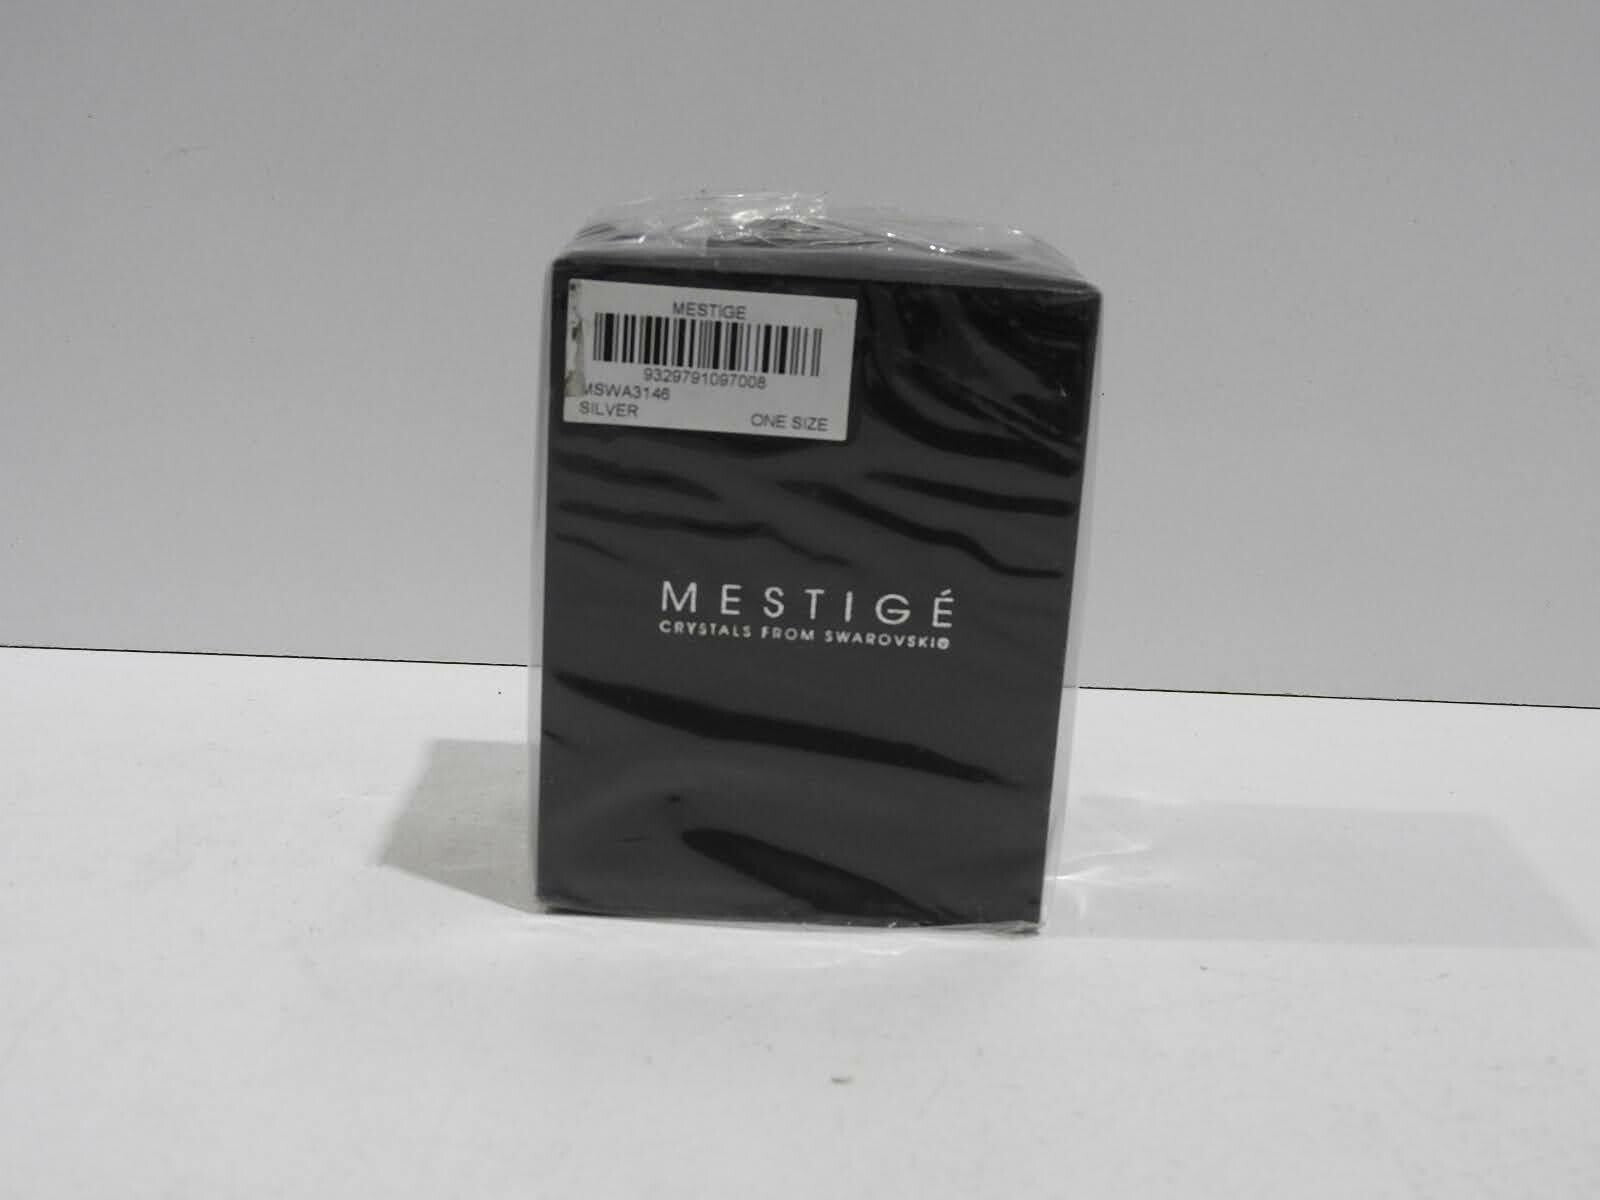 MESTIGE
9329791097008
MSWA3146
SILVER
ONE SIZE
MESTIGÉ
CRYSTALS FROM SWAROVSKI®